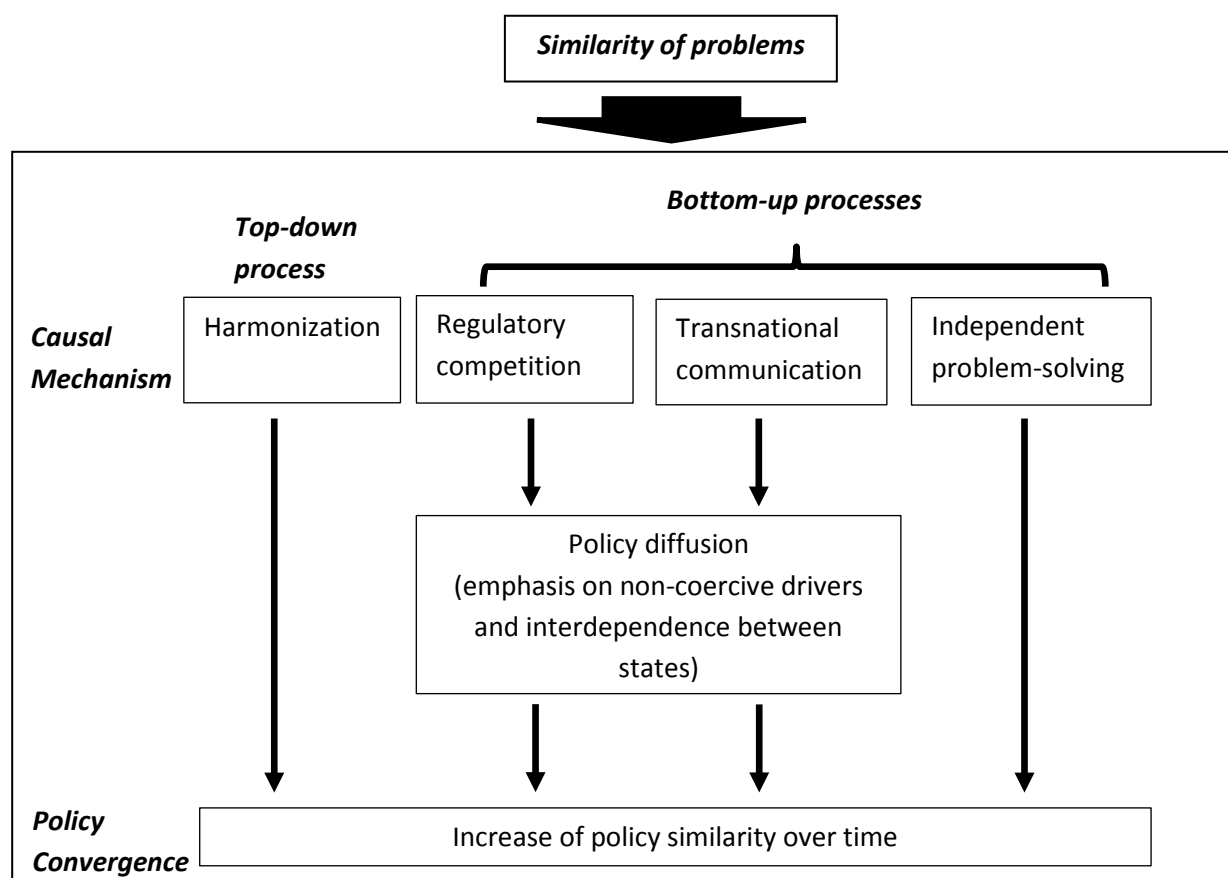 Similarity of problems
Bottom-up processes
Top-down
process
Causal
Mechanism
Harmonization
Regulatory
competition
Transnational
communication
Independent
problem-solving
Policy diffusion
(emphasis on non-coercive drivers
and interdependence between
states)
Policy
Convergence
Increase of policy similarity over time